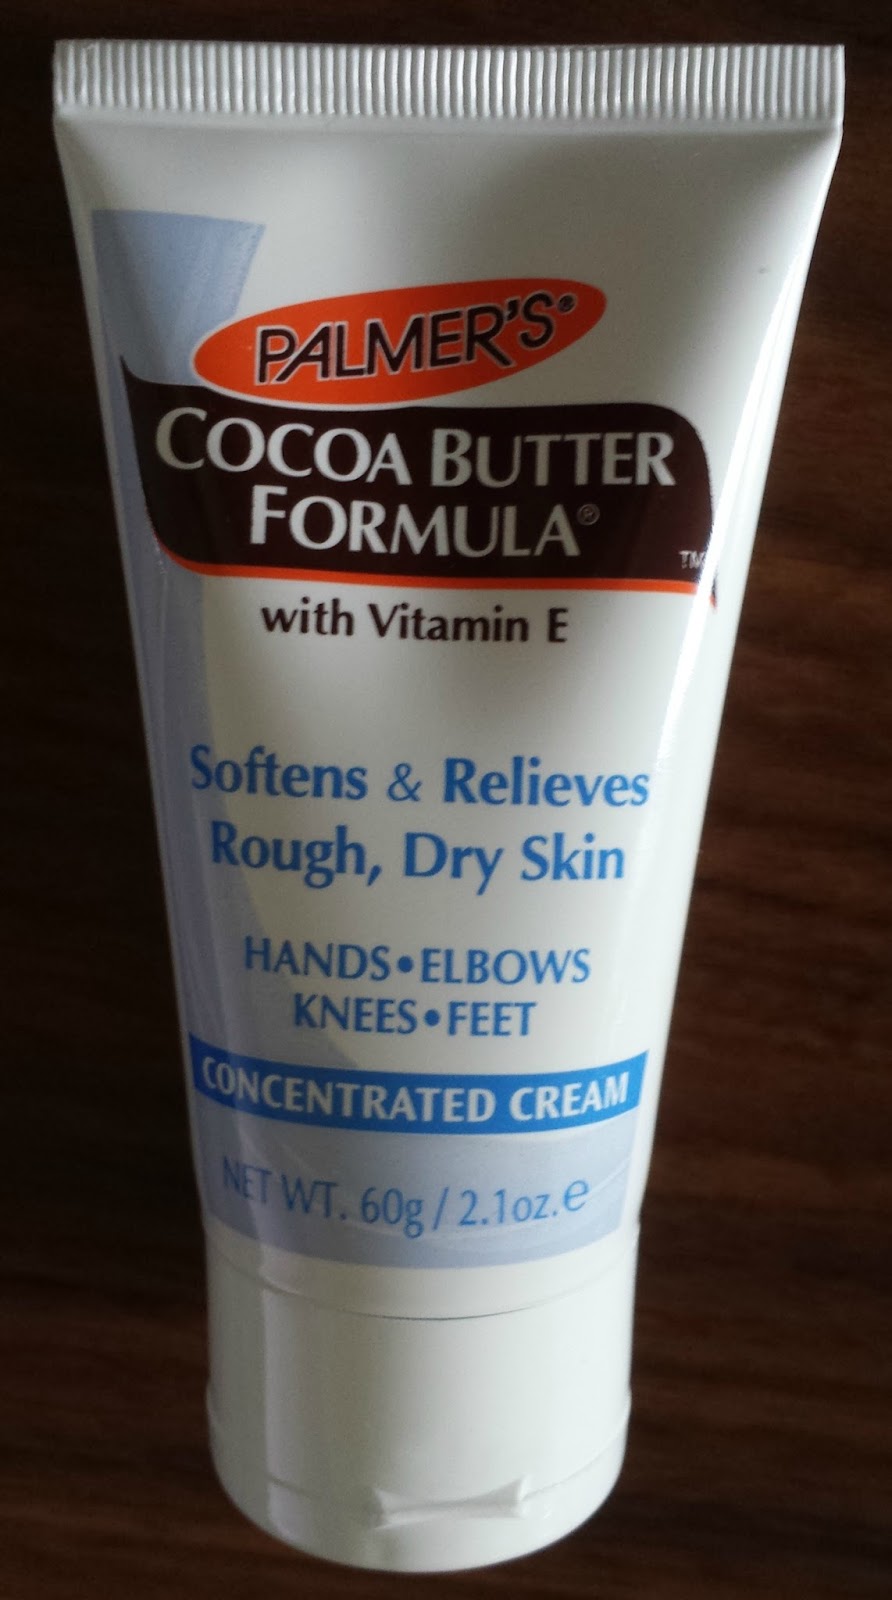 PALMER'S®
COCOA BUTTER
FORMULA®
TM
with Vitamin E
Softens & Relieves
Rough, Dry Skin
HANDS•ELBOWS
KNEES•FEET
CONCENTRATED CREAM
NET WT. 60g / 2.1oz.e